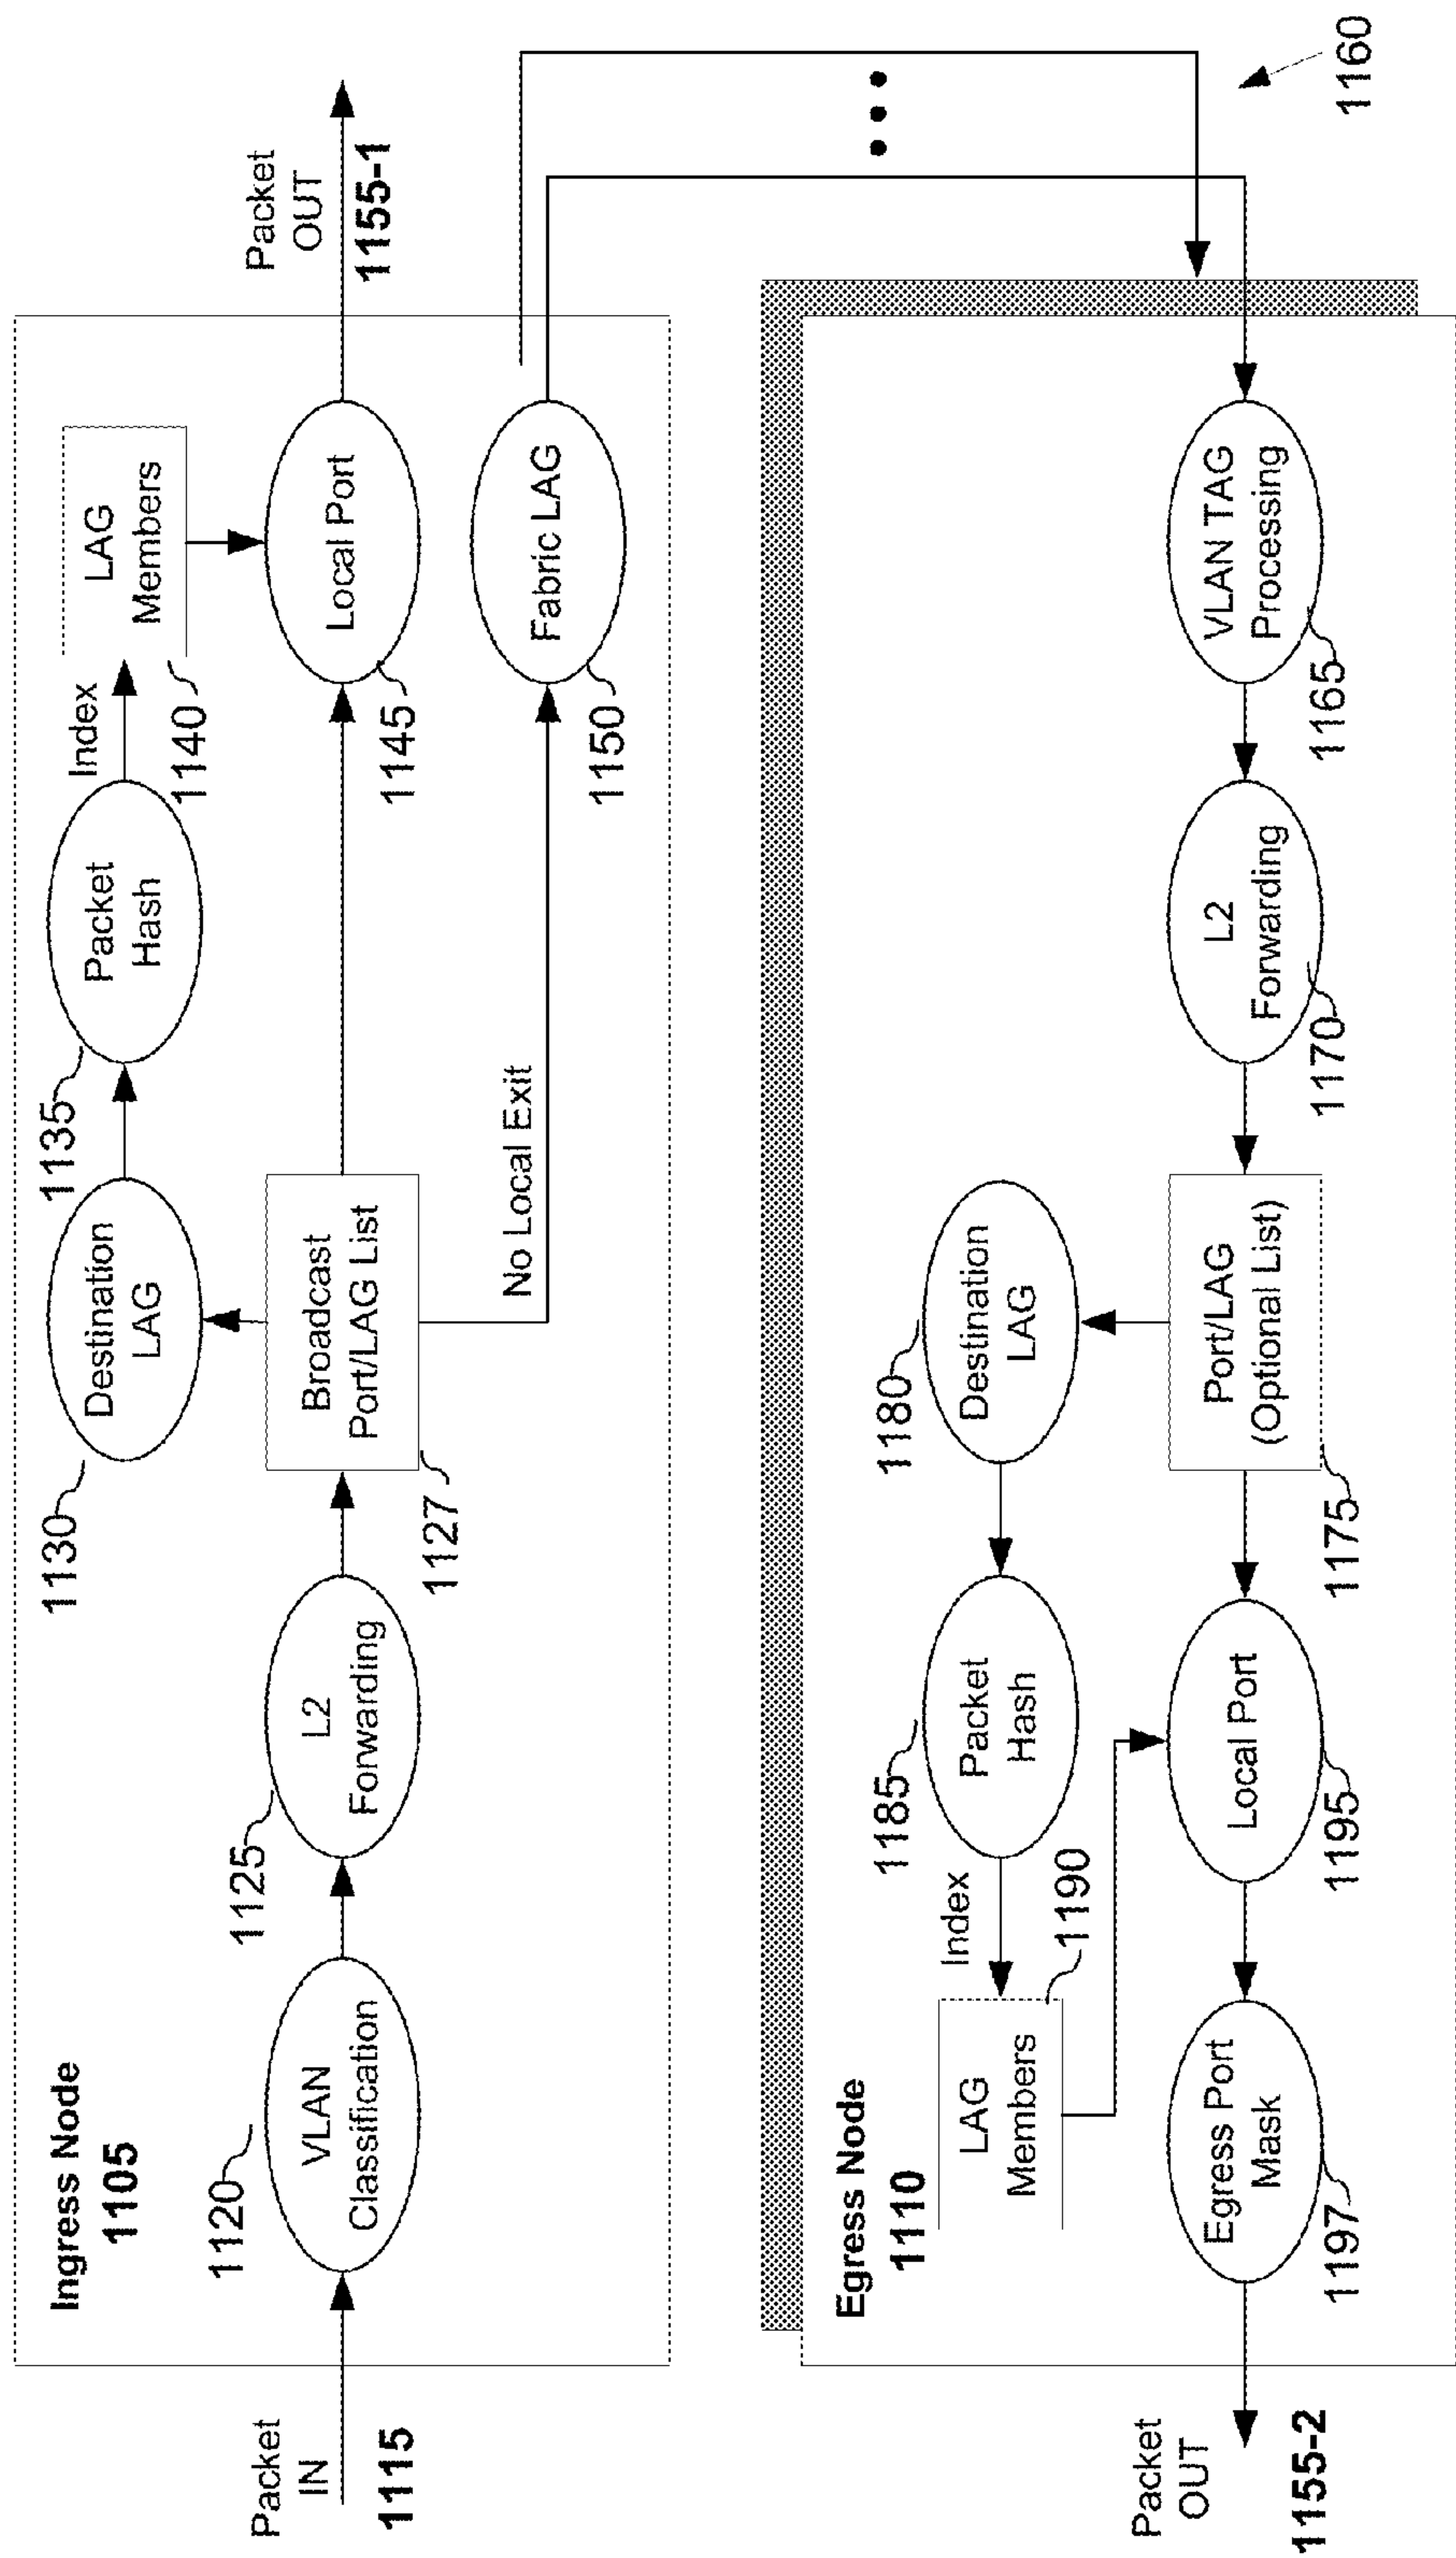 Ingress Node
1105
Packet
IN
1115
1120
VLAN
Classification
1125
L2
Forwarding
1127
Broadcast
Port/LAG List
1130
Destination
LAG
1135
Packet
Hash
Index
1140
LAG
Members
1145
Local Port
No Local Exit
1150
Fabric LAG
Packet
OUT
1155-1
1160
Egress Node
1110
VLAN TAG
Processing
1165
L2
Forwarding
1170
Port/LAG
(Optional List)
1175
1180
Destination
LAG
1185
Packet
Hash
Index
1190
LAG
Members
Local Port
1195
Egress Port
Mask
1197
Packet
OUT
1155-2